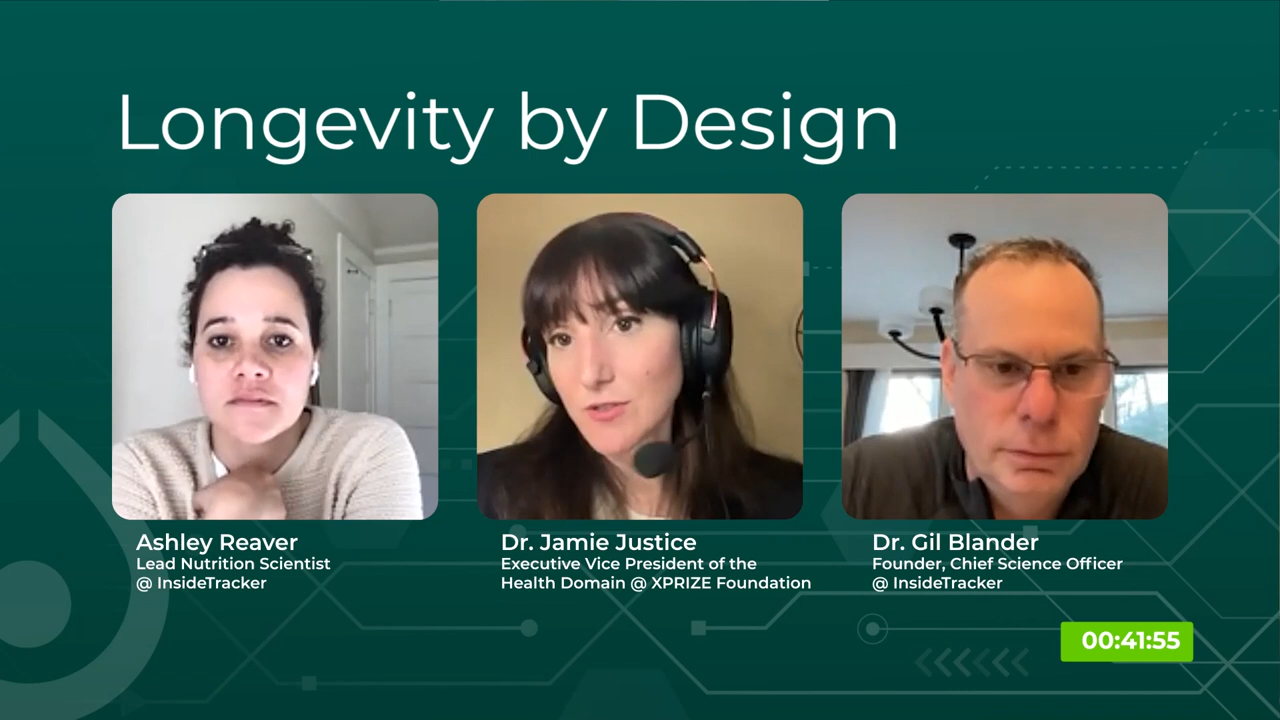 Longevity by Design
Ashley Reaver
Lead Nutrition Scientist
@ InsideTracker
Dr. Jamie Justice
Executive Vice President of the
Health Domain @ XPRIZE Foundation
Dr. Gil Blander
Founder, Chief Science Officer
@ InsideTracker
00:41:55